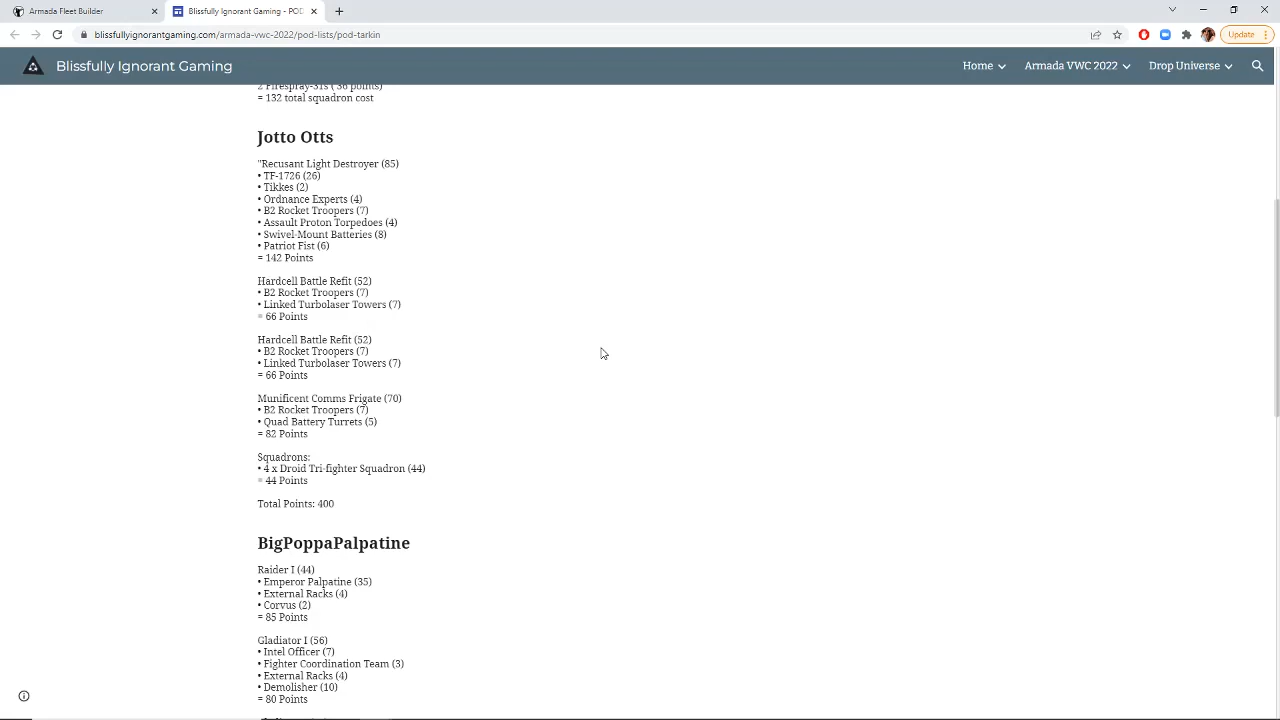 Armada Fleet Builder
Blissfully Ignorant Gaming - POD
blissfullyignorantgaming.com/armada-vwc-2022/pod-lists/pod-tarkin
Update
Blissfully Ignorant Gaming
Home
Armada VWC 2022
Drop Universe
2 Firespray-31s ( 36 points)
= 132 total squadron cost
Jotto Otts
"Recusant Light Destroyer (85)
• TF-1726 (26)
• Tikkes (2)
• Ordnance Experts (4)
• B2 Rocket Troopers (7)
• Assault Proton Torpedoes (4)
• Swivel-Mount Batteries (8)
• Patriot Fist (6)
= 142 Points
Hardcell Battle Refit (52)
• B2 Rocket Troopers (7)
• Linked Turbolaser Towers (7)
= 66 Points
Hardcell Battle Refit (52)
• B2 Rocket Troopers (7)
• Linked Turbolaser Towers (7)
= 66 Points
Munificent Comms Frigate (70)
• B2 Rocket Troopers (7)
• Quad Battery Turrets (5)
= 82 Points
Squadrons:
• 4 x Droid Tri-fighter Squadron (44)
= 44 Points
Total Points: 400
BigPoppaPalpatine
Raider I (44)
• Emperor Palpatine (35)
• External Racks (4)
• Corvus (2)
= 85 Points
Gladiator I (56)
• Intel Officer (7)
• Fighter Coordination Team (3)
• External Racks (4)
• Demolisher (10)
= 80 Points